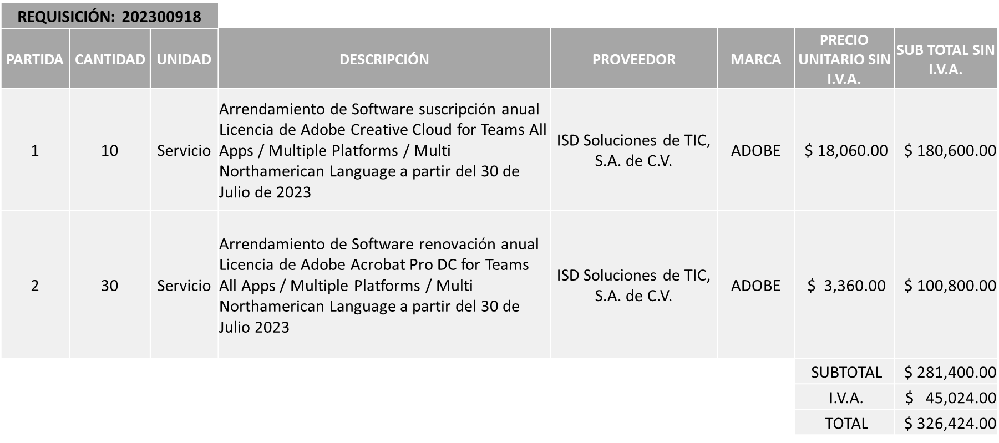 REQUISICIÓN: 202300918
PARTIDA CANTIDAD UNIDAD DESCRIPCIÓN PROVEEDOR MARCA PRECIO UNITARIO SIN I.V.A. SUB TOTAL SIN I.V.A.
1 10 Servicio
Arrendamiento de Software suscripción anual
Licencia de Adobe Creative Cloud for Teams All
Apps / Multiple Platforms / Multi
Northamerican Language a partir del 30 de
Julio de 2023
ISD Soluciones de TIC,
S.A. de C.V.
ADOBE $ 18,060.00 $ 180,600.00
2 30 Servicio
Arrendamiento de Software renovación anual
Licencia de Adobe Acrobat Pro DC for Teams
All Apps / Multiple Platforms / Multi
Northamerican Language a partir del 30 de
Julio 2023
ISD Soluciones de TIC,
S.A. de C.V.
ADOBE $ 3,360.00 $ 100,800.00
SUBTOTAL $ 281,400.00
I.V.A. $ 45,024.00
TOTAL $ 326,424.00